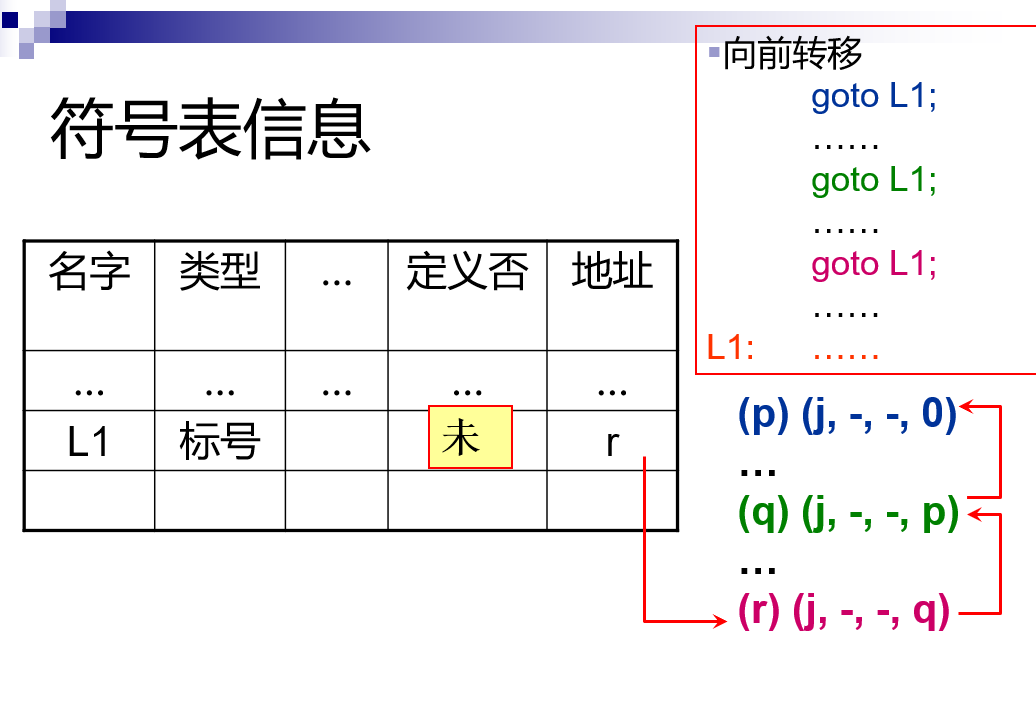 符号表信息
向前转移
goto L1;
……
goto L1;
……
goto L1;
……
L1: ……
名字 类型 … 定义否 地址
… … … … …
L1 标号 未 r
(p) (j, -, -, 0)
…
(q) (j, -, -, p)
…
(r) (j, -, -, q)